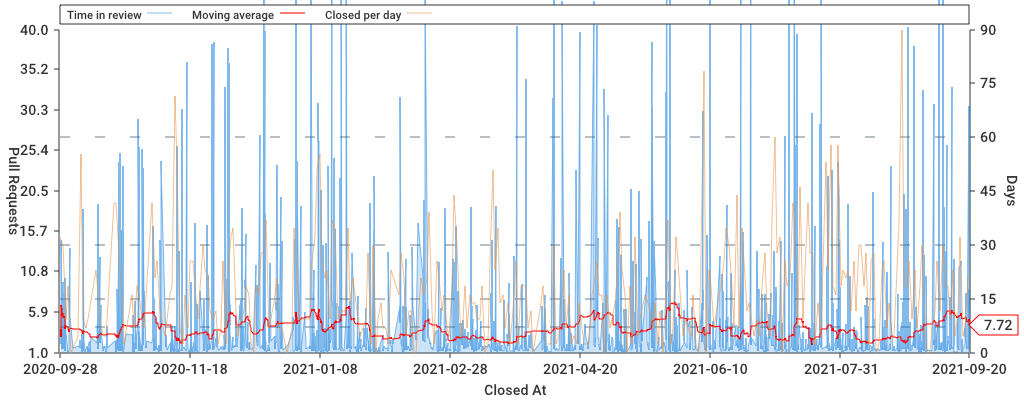 Time in review Moving average Closed per day
40.0 90
35.2 75
30.3
25.4 60
20.5 45
15.7 30
10.8 15
5.9 7.72
1.0 0
Pull Requests
Days
2020-09-28 2020-11-18 2021-01-08 2021-02-28 2021-04-20 2021-06-10 2021-07-31 2021-09-20
Closed At